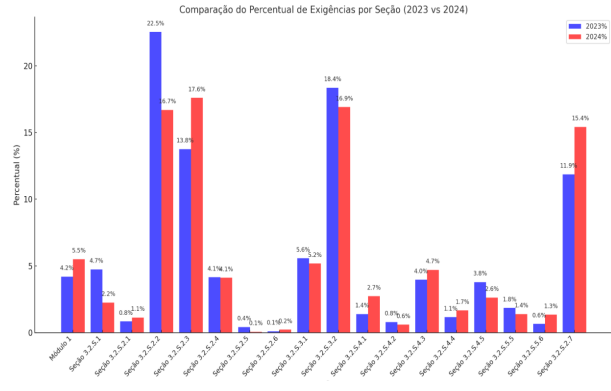 Comparação do Percentual de Exigências por Seção (2023 vs 2024)
2023%
2024%
Percentual (%)
20
15
10
5
0
4.2%
5.5%
4.7%
2.2%
0.8%
1.1%
22.5%
16.7%
13.8%
17.6%
4.1%
4.1%
0.4%
0.1%
0.1%
0.2%
5.6%
5.2%
18.4%
16.9%
1.4%
2.7%
0.8%
0.6%
4.0%
4.7%
1.1%
1.7%
3.8%
2.6%
1.8%
1.4%
0.6%
1.3%
11.9%
15.4%
Módulo 1
Seção 3.2.S.1
Seção 3.2.S.2.1
Seção 3.2.S.2.2
Seção 3.2.S.2.3
Seção 3.2.S.2.4
Seção 3.2.S.2.5
Seção 3.2.S.2.6
Seção 3.2.S.3.1
Seção 3.2.S.3.2
Seção 3.2.S.4.1
Seção 3.2.S.4.2
Seção 3.2.S.4.3
Seção 3.2.S.4.4
Seção 3.2.S.4.5
Seção 3.2.S.5
Seção 3.2.S.6
Seção 3.2.S.2.7